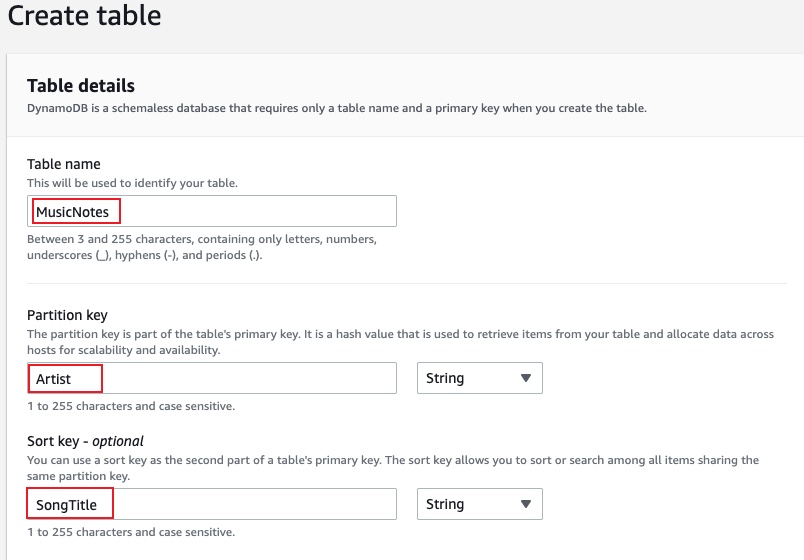 Create table
Table details
DynamoDB is a schemaless database that requires only a table name and a primary key when you create the table.
Table name
This will be used to identify your table.
MusicNotes
Between 3 and 255 characters, containing only letters, numbers,
underscores (_), hyphens (-), and periods (.).
Partition key
The partition key is part of the table's primary key. It is a hash value that is used to retrieve items from your table and allocate data across
hosts for scalability and availability.
Artist String
1 to 255 characters and case sensitive.
Sort key - optional
You can use a sort key as the second part of a table's primary key. The sort key allows you to sort or search among all items sharing the
same partition key.
SongTitle String
1 to 255 characters and case sensitive.